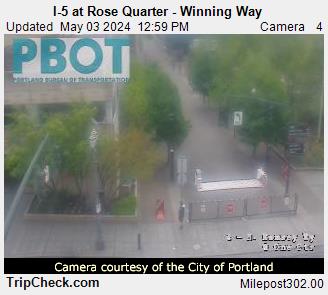 I-5 at Rose Quarter - Winning Way
Updated May 03 2024 12:59 PM Camera 4
PBOT
PORTLAND BUREAU OF TRANSPORTATION
Camera courtesy of the City of Portland
TripCheck.com Milepost302.00